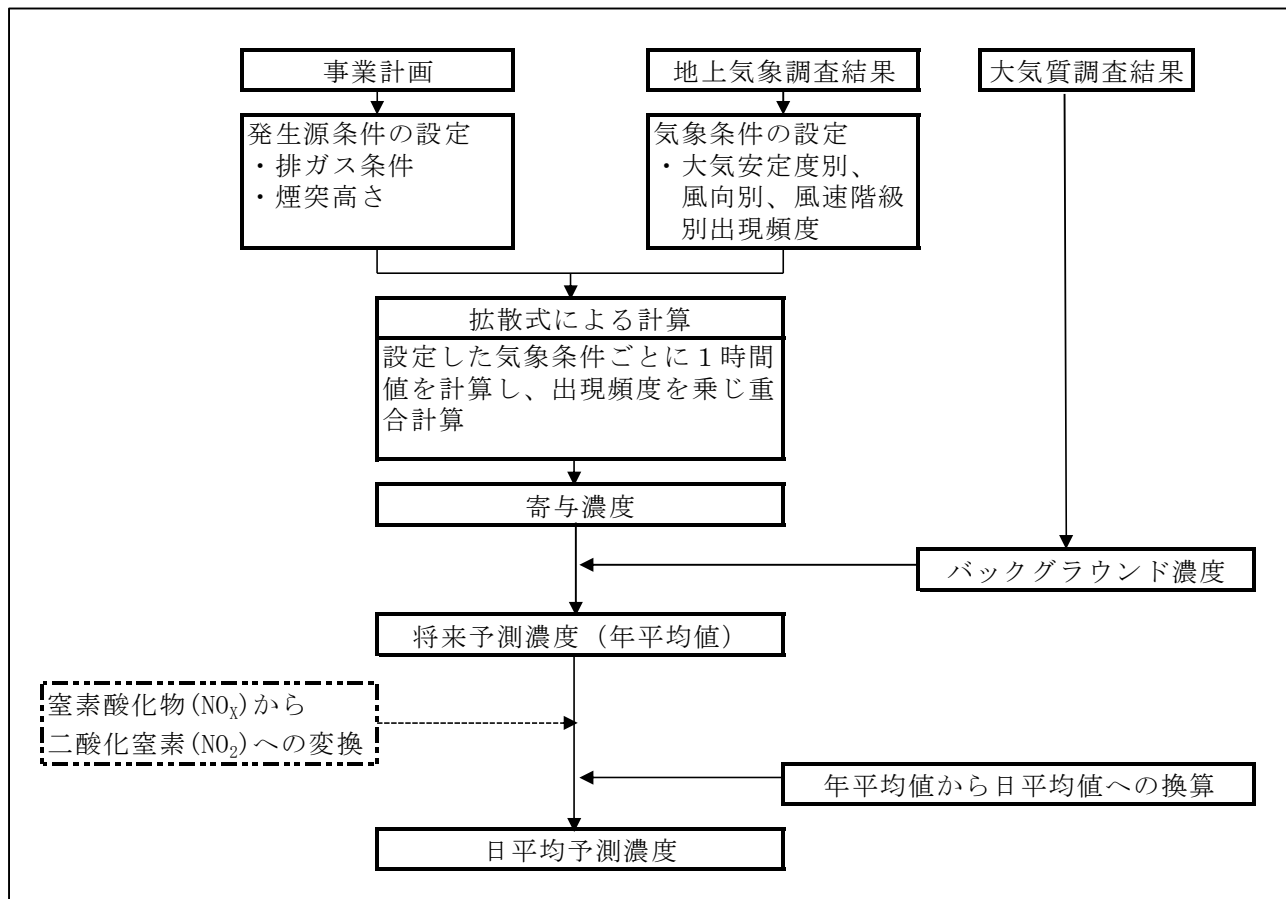 事業計画
地上気象調査結果
大気質調査結果
発生源条件の設定
・排ガス条件
・煙突高さ
気象条件の設定
・大気安定度別、
風向別、風速階級
別出現頻度
拡散式による計算
設定した気象条件ごとに１時間
値を計算し、出現頻度を乗じ重
合計算
寄与濃度
バックグラウンド濃度
将来予測濃度（年平均値）
窒素酸化物(NOX)から
二酸化窒素(NO2)への変換
年平均値から日平均値への換算
日平均予測濃度